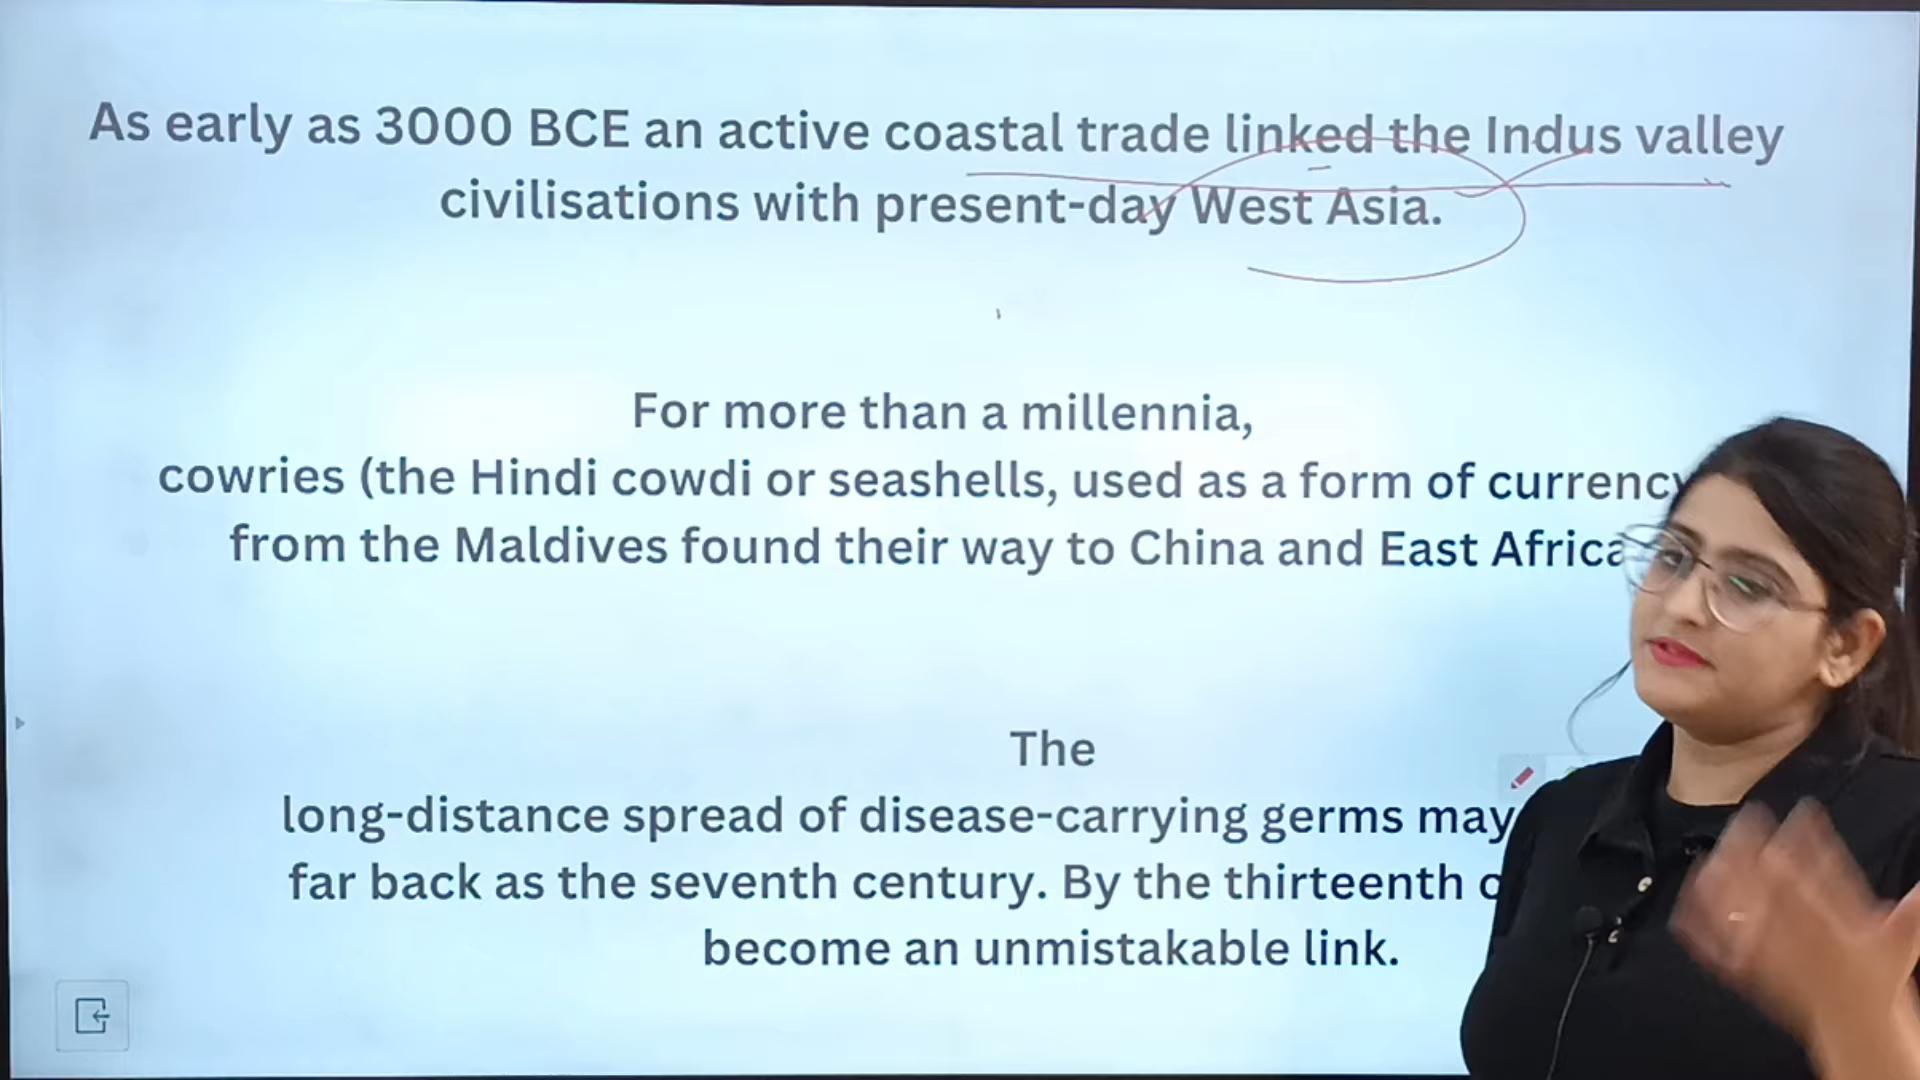 As early as 3000 BCE an active coastal trade linked the Indus valley
civilisations with present-day West Asia.
For more than a millennia,
cowries (the Hindi cowdi or seashells, used as a form of currency
from the Maldives found their way to China and East Africa
The
long-distance spread of disease-carrying germs may
far back as the seventh century. By the thirteenth
become an unmistakable link.